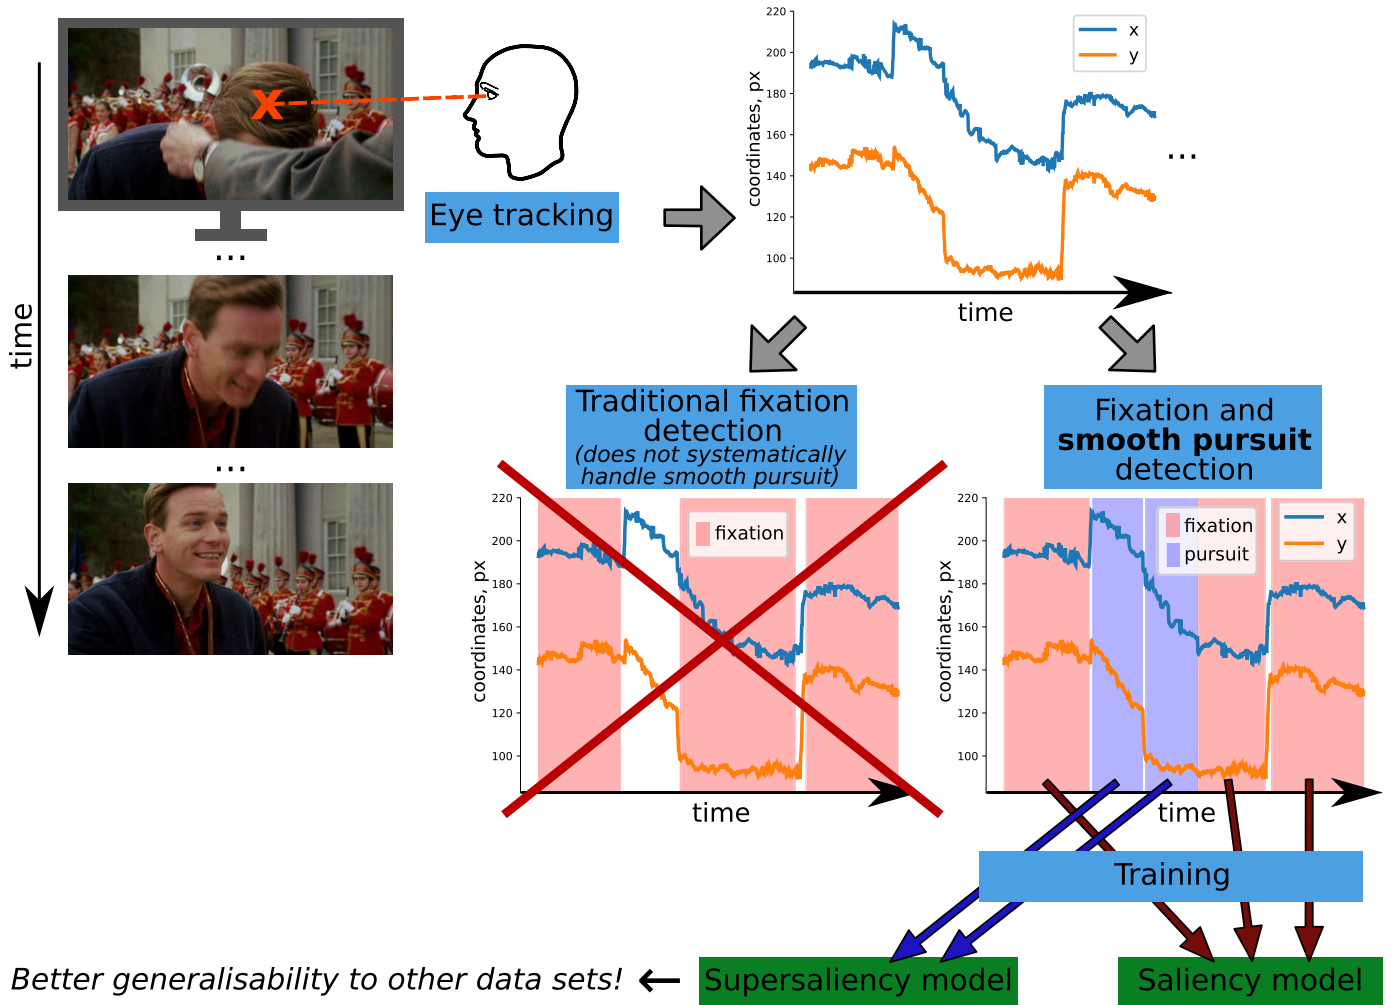 time
X
...
...
Eye tracking
220
200
180
160
140
120
100
coordinates, px
x
y
time
...
Traditional fixation
detection
(does not systematically
handle smooth pursuit)
220
200
180
160
140
120
100
coordinates, px
fixation
time
Fixation and
smooth pursuit
detection
220
200
180
160
140
120
100
coordinates, px
fixation
pursuit
x
y
time
Training
Better generalisability to other data sets!
Supersaliency model
Saliency model